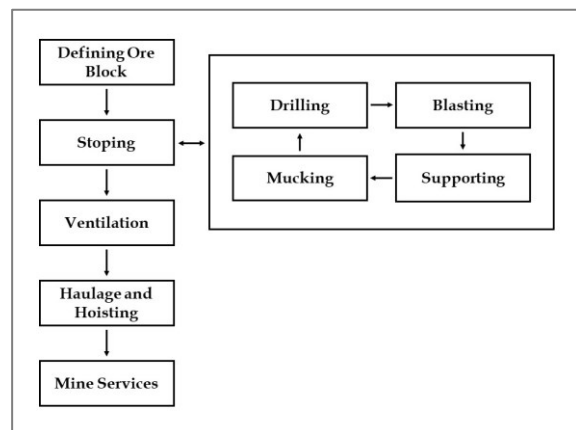 Defining Ore
Block
Stoping
Ventilation
Haulage and
Hoisting
Mine Services
Drilling
Blasting
Mucking
Supporting